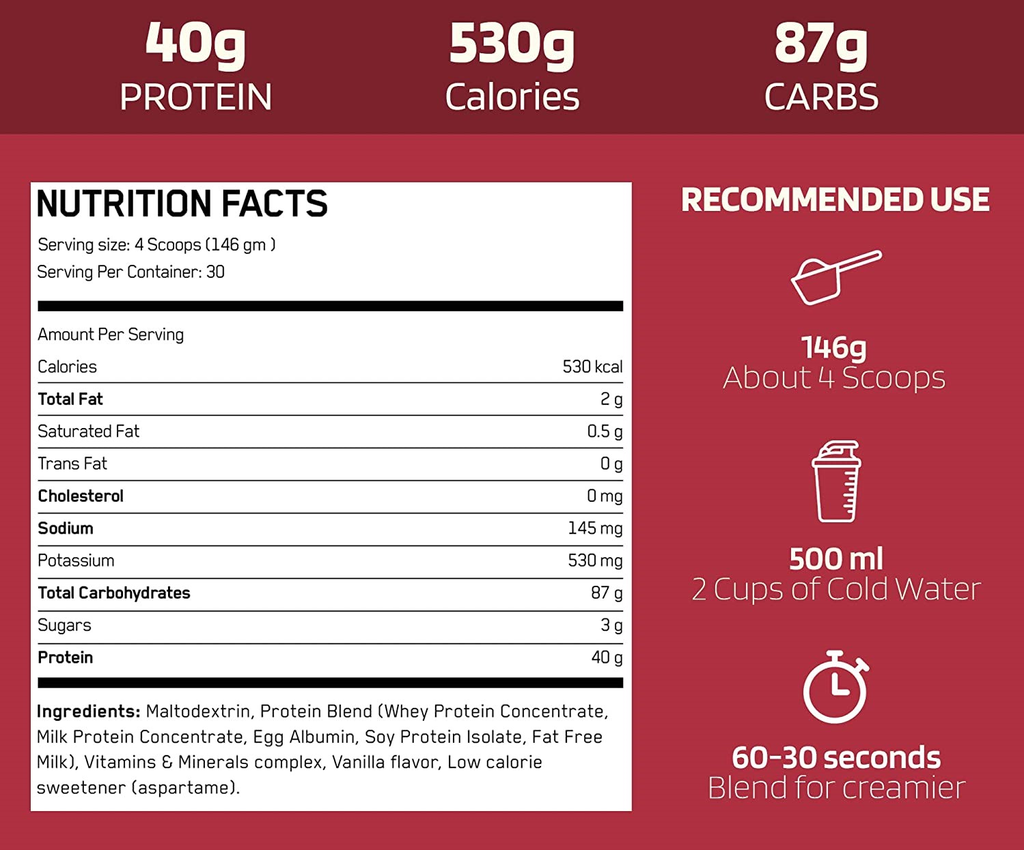 40g
PROTEIN
530g
Calories
87g
CARBS
NUTRITION FACTS
Serving size: 4 Scoops (146 gm )
Serving Per Container: 30
Amount Per Serving
Calories 530 kcal
Total Fat 2 g
Saturated Fat 0.5 g
Trans Fat 0 g
Cholesterol 0 mg
Sodium 145 mg
Potassium 530 mg
Total Carbohydrates 87 g
Sugars 3 g
Protein 40 g
Ingredients: Maltodextrin, Protein Blend (Whey Protein Concentrate,
Milk Protein Concentrate, Egg Albumin, Soy Protein Isolate, Fat Free
Milk), Vitamins & Minerals complex, Vanilla flavor, Low calorie
sweetener (aspartame).
RECOMMENDED USE
146g
About 4 Scoops
500 ml
2 Cups of Cold Water
60-30 seconds
Blend for creamier